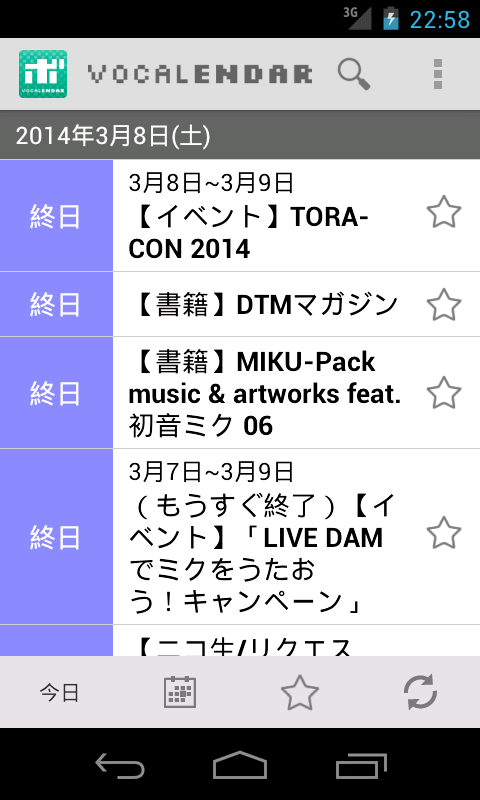 3G 22:58
ボ VOCALENDAR
VOCALENDAR
2014年3月8日(土)
終日
3月8日~3月9日
【イベント】TORA-
CON 2014
終日
【書籍】DTMマガジン
終日
【書籍】MIKU-Pack
music & artworks feat.
初音ミク 06
終日
3月7日~3月9日
（もうすぐ終了）【イ
ベント】「LIVE DAM
でミクをうたお
う！キャンペーン」
【ニコ生/リクエス
今日